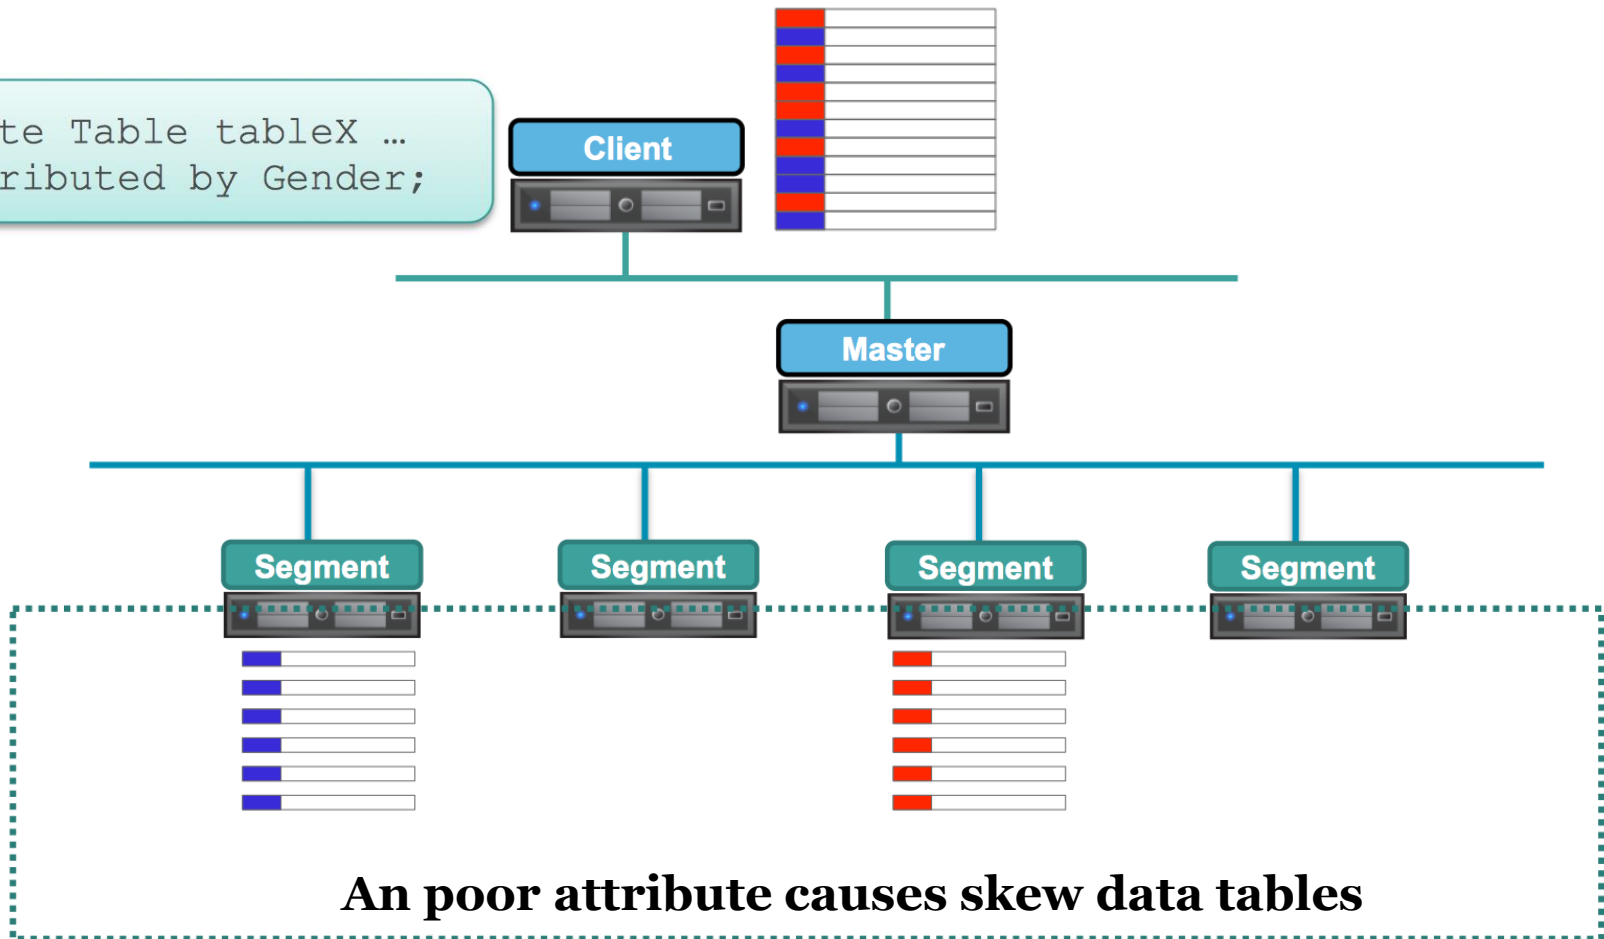 te Table tableX …
ributed by Gender;
Client
Master
Segment
Segment
Segment
Segment
An poor attribute causes skew data tables